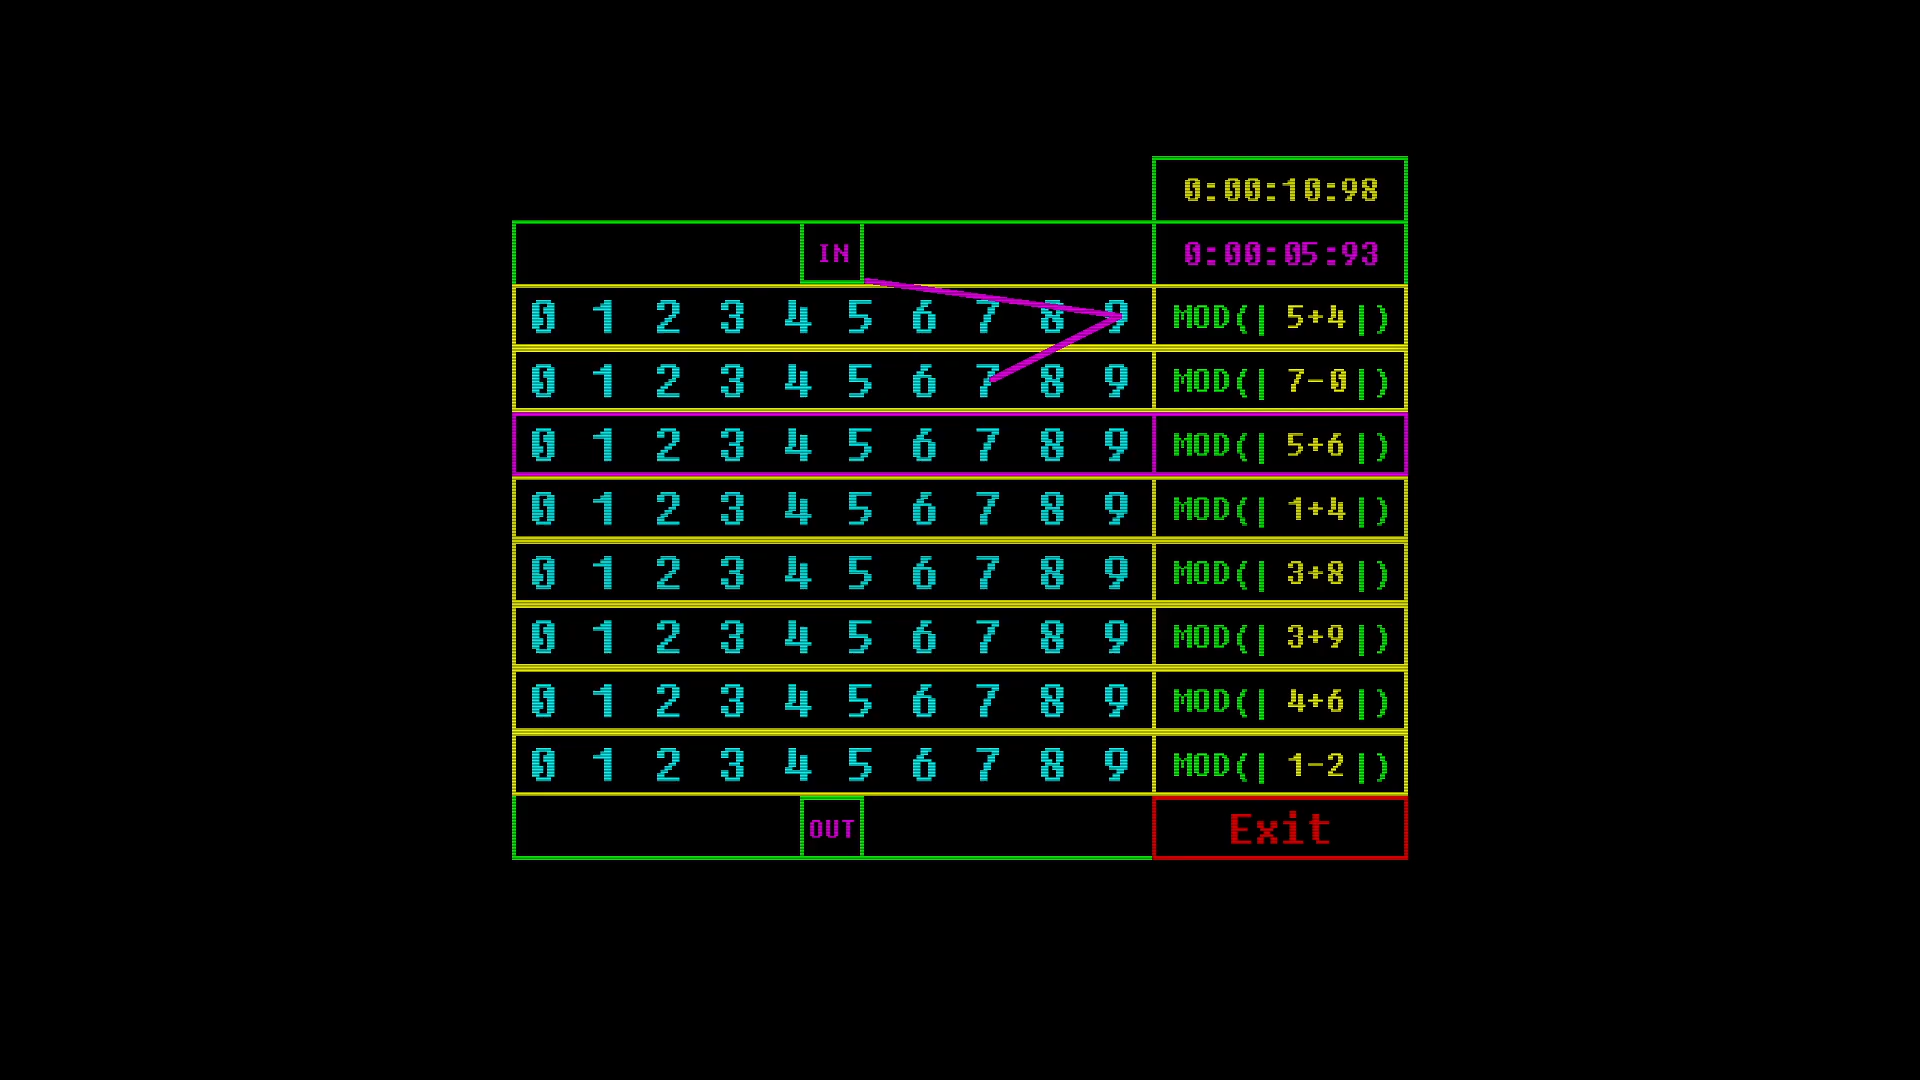 0:00:10:98
IN 0:00:05:93
0 1 2 3 4 5 6 7 8 9 MOD(| 5+4 |)
0 1 2 3 4 5 6 7 8 9 MOD(| 7-0 |)
0 1 2 3 4 5 6 7 8 9 MOD(| 5+6 |)
0 1 2 3 4 5 6 7 8 9 MOD(| 1+4 |)
0 1 2 3 4 5 6 7 8 9 MOD(| 3+8 |)
0 1 2 3 4 5 6 7 8 9 MOD(| 3+9 |)
0 1 2 3 4 5 6 7 8 9 MOD(| 4+6 |)
0 1 2 3 4 5 6 7 8 9 MOD(| 1-2 |)
OUT Exit